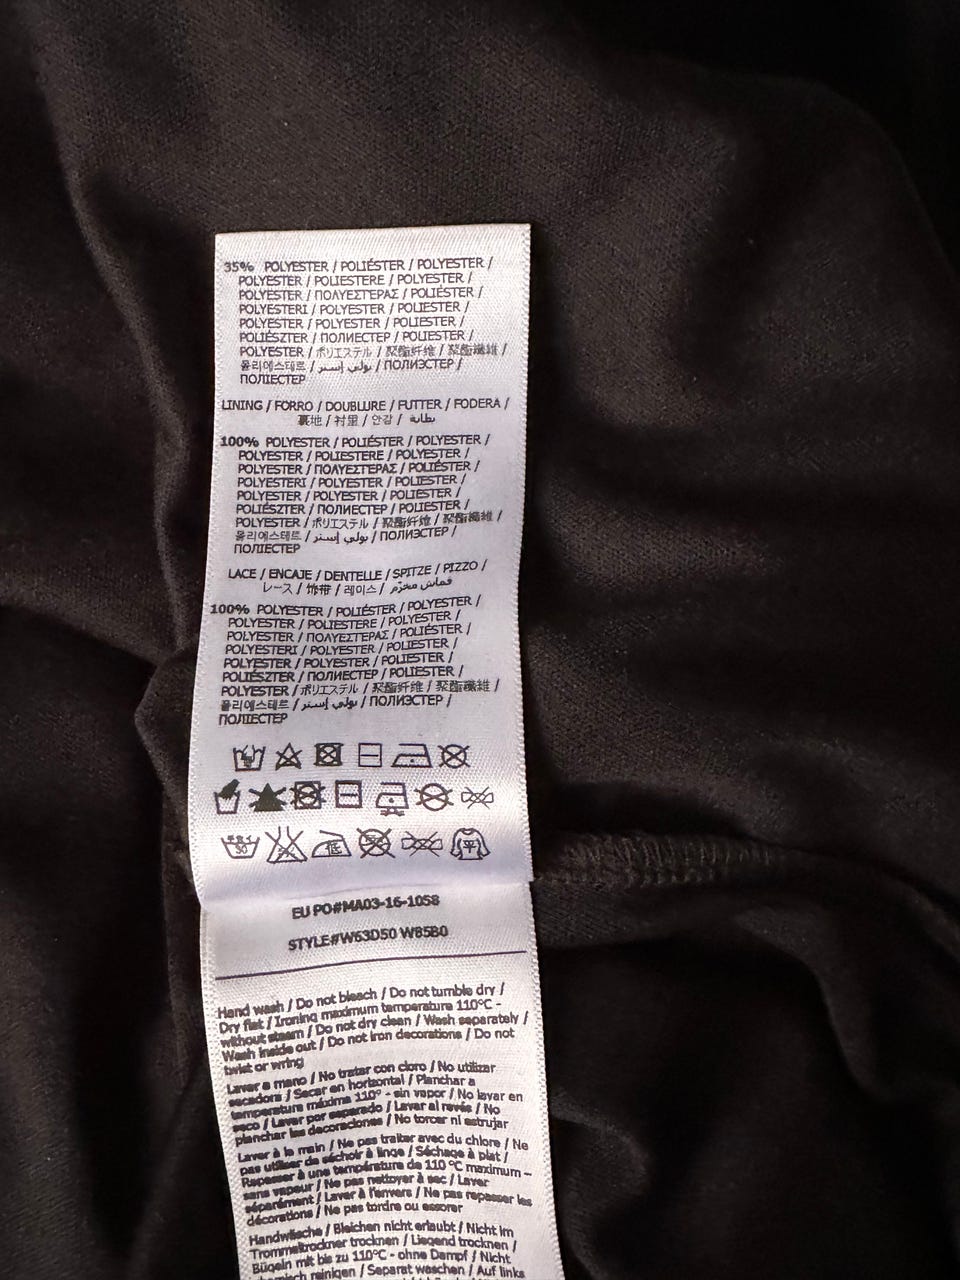 35% POLYESTER / POLIÉSTER / POLYESTER /
POLYESTER / POLIESTERE / POLYESTER /
POLYESTER / ΠΟΛΥΕΣΤΕΡΑΣ / POLIÉSTER /
POLYESTERI / POLYESTER / POLIESTER /
POLYESTER / POLYESTER / POLIESTER /
POLIÉSZTER / ПОЛИЕСТЕР / POLIESTER /
POLYESTER / ポリエステル / 聚酯纤维 / 聚酯纖維 /
폴리에스테르 / بولي إستر / ПОЛИЭСТЕР /
ПОЛІЕСТЕР
LINING / FORRO / DOUBLURE / FUTTER / FODERA /
裏地 / 衬里 / 안감 / بطانة
100% POLYESTER / POLIÉSTER / POLYESTER /
POLYESTER / POLIESTERE / POLYESTER /
POLYESTER / ΠΟΛΥΕΣΤΕΡΑΣ / POLIÉSTER /
POLYESTERI / POLYESTER / POLIESTER /
POLYESTER / POLYESTER / POLIESTER /
POLIÉSZTER / ПОЛИЕСТЕР / POLIESTER /
POLYESTER / ポリエステル / 聚酯纤维 / 聚酯纖維 /
폴리에스테르 / بولي إستر / ПОЛИЭСТЕР /
ПОЛІЕСТЕР
LACE / ENCAJE / DENTELLE / SPITZE / PIZZO /
レース / 饰带 / 레이스 / قماش مخرّم
100% POLYESTER / POLIÉSTER / POLYESTER /
POLYESTER / POLIESTERE / POLYESTER /
POLYESTER / ΠΟΛΥΕΣΤΕΡΑΣ / POLIÉSTER /
POLYESTERI / POLYESTER / POLIESTER /
POLYESTER / POLYESTER / POLIESTER /
POLIÉSZTER / ПОЛИЕСТЕР / POLIESTER /
POLYESTER / ポリエステル / 聚酯纤维 / 聚酯纖維 /
폴리에스테르 / بولي إستر / ПОЛИЭСТЕР /
ПОЛІЕСТЕР
30 低 平
EU PO#MA03-16-1058
STYLE#W63D50 W85B0
Hand wash / Do not bleach / Do not tumble dry /
Dry flat / Ironing maximum temperature 110°C -
without steam / Do not dry clean / Wash separately /
Wash inside out / Do not iron decorations / Do not
twist or wring
Lavar a mano / No tratar con cloro / No utilizar
secadora / Secar en horizontal / Planchar a
temperatura máxima 110° - sin vapor / No lavar en
seco / Lavar por separado / Lavar al revés / No
planchar las decoraciones / No torcer ni estrujar
Laver à la main / Ne pas traiter avec du chlore / Ne
pas utiliser de séchoir à linge / Séchage à plat /
Repasser à une température de 110 °C maximum –
sans vapeur / Ne pas nettoyer à sec / Laver
séparément / Laver à l'envers / Ne pas repasser les
décorations / Ne pas tordre ou essorer
Handwäsche / Bleichen nicht erlaubt / Nicht im
Trommeltrockner trocknen / Liegend trocknen /
Bügeln mit bis zu 110°C - ohne Dampf / Nicht
chemisch reinigen / Separat waschen / Auf links